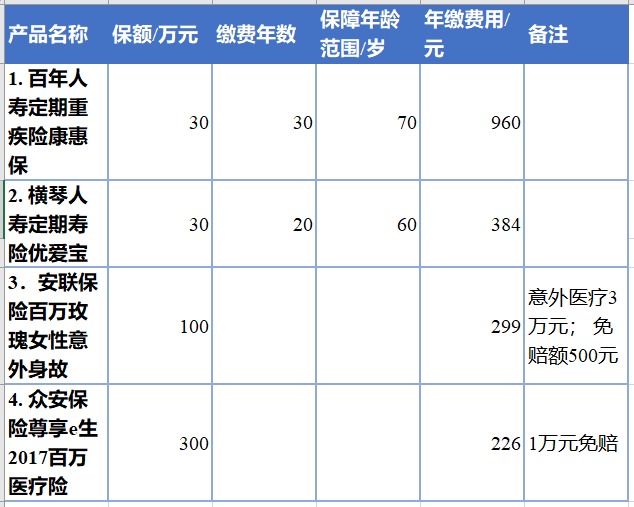 产品名称 保额/万元 缴费年数 保障年龄范围/岁 年缴费用/元 备注
1. 百年人寿定期重疾险康惠保 30 30 70 960
2. 横琴人寿定期寿险优爱宝 30 20 60 384
3．安联保险百万玫瑰女性意外身故 100 299 意外医疗3万元； 免赔额500元
4. 众安保险尊享e生2017百万医疗险 300 226 1万元免赔